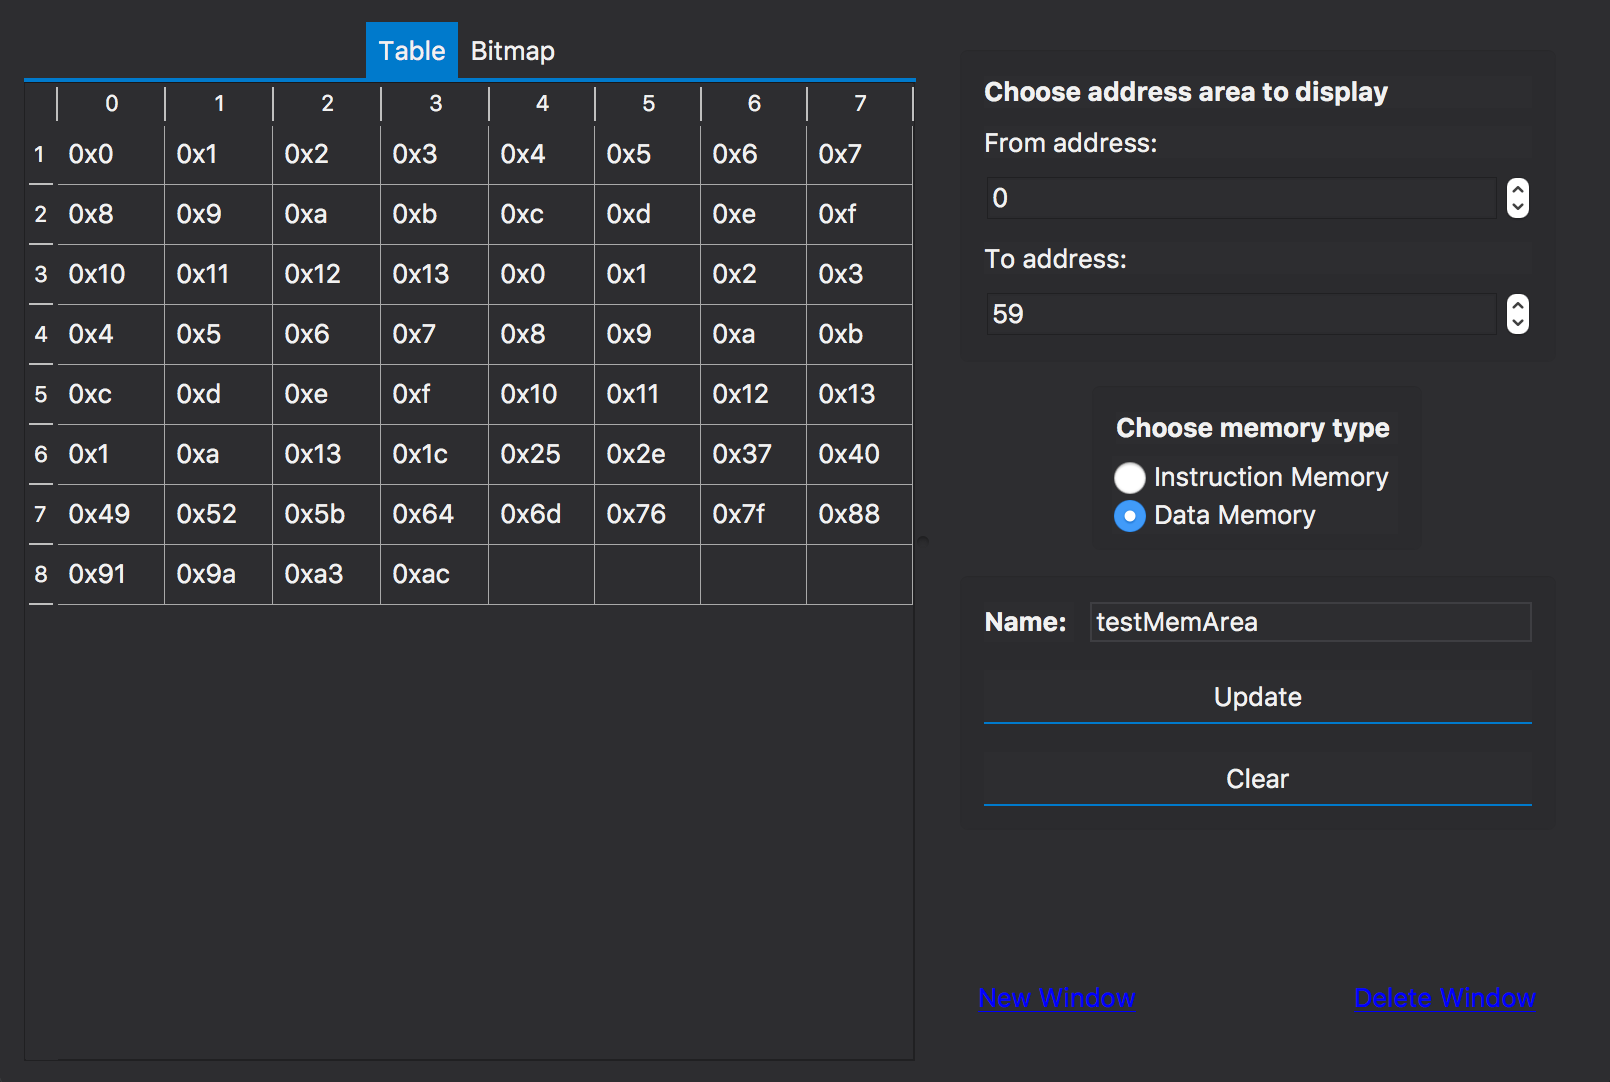 Table Bitmap
0 1 2 3 4 5 6 7
1 0x0 0x1 0x2 0x3 0x4 0x5 0x6 0x7
2 0x8 0x9 0xa 0xb 0xc 0xd 0xe 0xf
3 0x10 0x11 0x12 0x13 0x0 0x1 0x2 0x3
4 0x4 0x5 0x6 0x7 0x8 0x9 0xa 0xb
5 0xc 0xd 0xe 0xf 0x10 0x11 0x12 0x13
6 0x1 0xa 0x13 0x1c 0x25 0x2e 0x37 0x40
7 0x49 0x52 0x5b 0x64 0x6d 0x76 0x7f 0x88
8 0x91 0x9a 0xa3 0xac
Choose address area to display
From address:
0
To address:
59
Choose memory type
Instruction Memory
Data Memory
Name: testMemArea
Update
Clear
New Window Delete Window